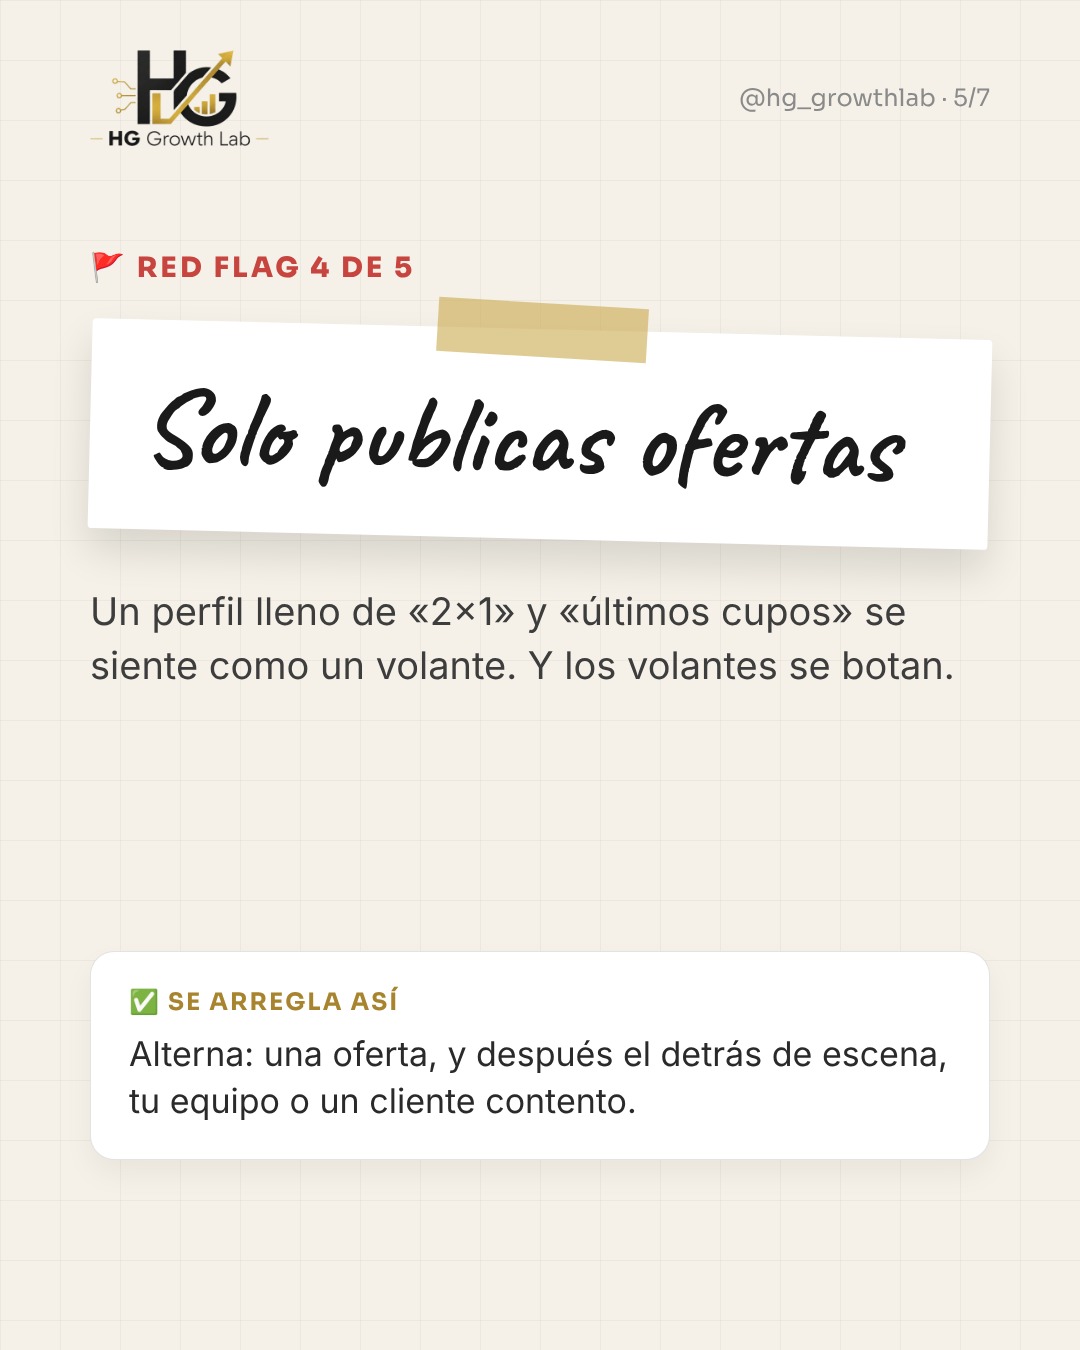 HG
HG Growth Lab
@hg_growthlab · 5/7
🚩 RED FLAG 4 DE 5
Solo publicas ofertas
Un perfil lleno de «2×1» y «últimos cupos» se
siente como un volante. Y los volantes se botan.
✅ SE ARREGLA ASÍ
Alterna: una oferta, y después el detrás de escena,
tu equipo o un cliente contento.